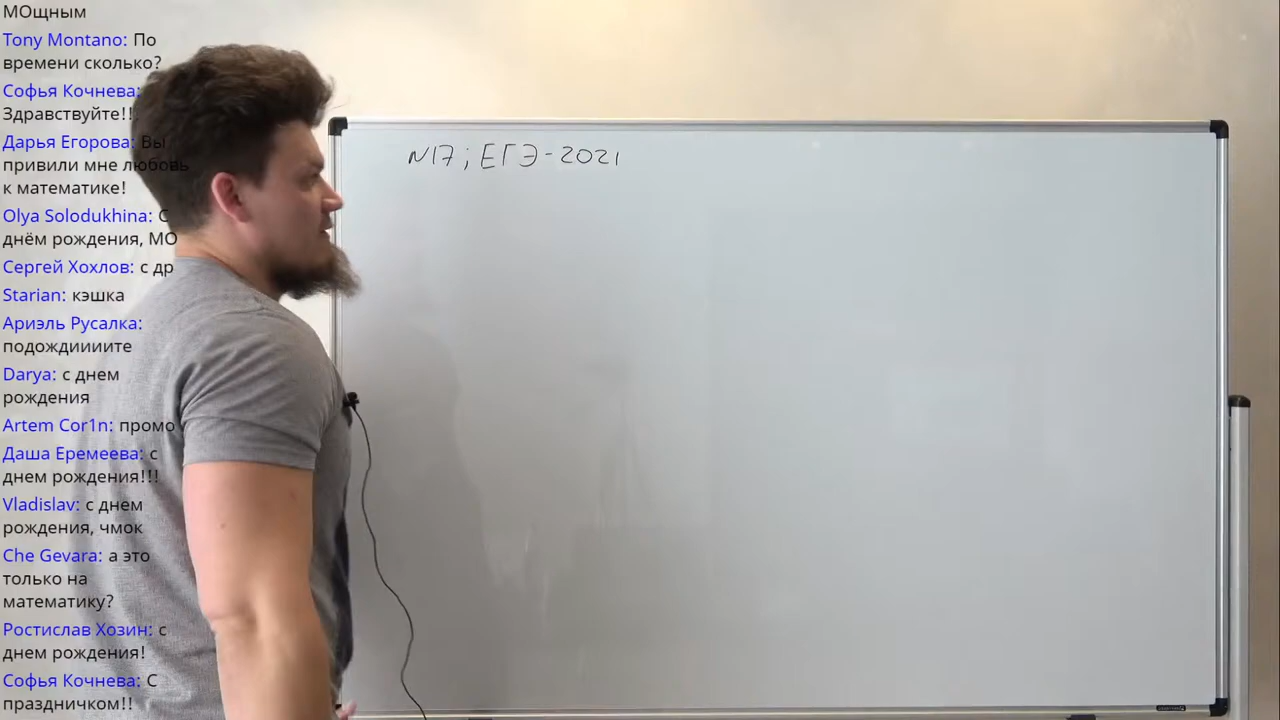 МОщным
Tony Montano: По
времени сколько?
Софья Кочнева:
Здравствуйте!!
Дарья Егорова: Вы
привили мне любовь
к математике!
Olya Solodukhina: С
днём рождения, МО
Сергей Хохлов: с др
Starian: кэшка
Ариэль Русалка:
подождиииите
Darya: с днем
рождения
Artem Cor1n: промо
Даша Еремеева: с
днем рождения!!!
Vladislav: с днем
рождения, чмок
Che Gevara: а это
только на
математику?
Ростислав Хозин: с
днем рождения!
Софья Кочнева: С
праздничком!!
N17; ЕГЭ-2021